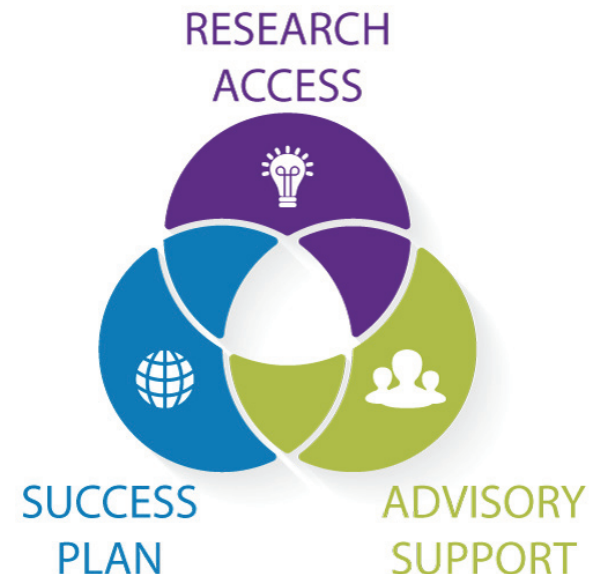 RESEARCH
ACCESS
SUCCESS
PLAN
ADVISORY
SUPPORT